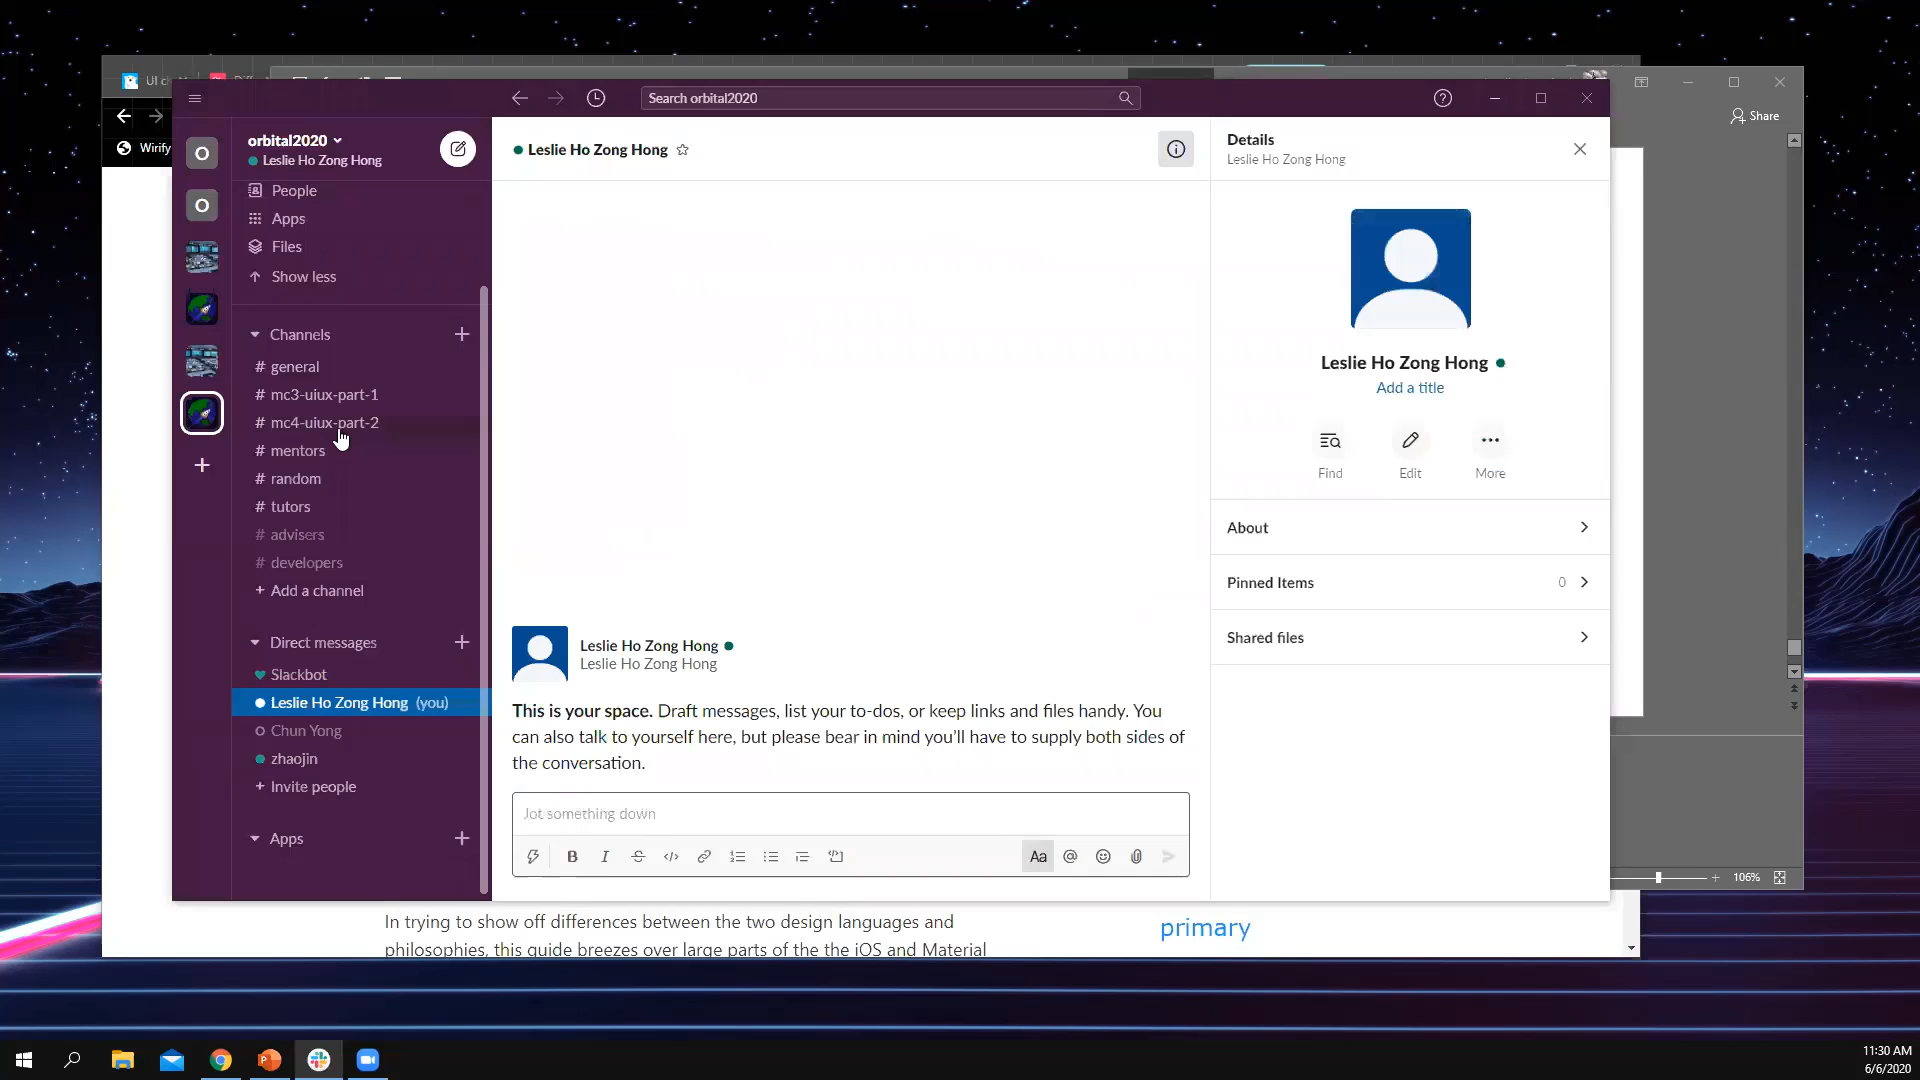 UI c
Wirify
Share
Search orbital2020
O
O
orbital2020
Leslie Ho Zong Hong
People
Apps
Files
Show less
Channels
# general
# mc3-uiux-part-1
# mc4-uiux-part-2
# mentors
# random
# tutors
# advisers
# developers
+ Add a channel
Direct messages
Slackbot
Leslie Ho Zong Hong (you)
Chun Yong
zhaojin
+ Invite people
Apps
Leslie Ho Zong Hong
Leslie Ho Zong Hong
Leslie Ho Zong Hong
This is your space. Draft messages, list your to-dos, or keep links and files handy. You
can also talk to yourself here, but please bear in mind you'll have to supply both sides of
the conversation.
Jot something down
B I Aa
Details
Leslie Ho Zong Hong
Leslie Ho Zong Hong
Add a title
Find Edit More
About
Pinned Items 0
Shared files
106%
In trying to show off differences between the two design languages and
philosophies, this guide breezes over large parts of the the iOS and Material
primary
11:30 AM
6/6/2020